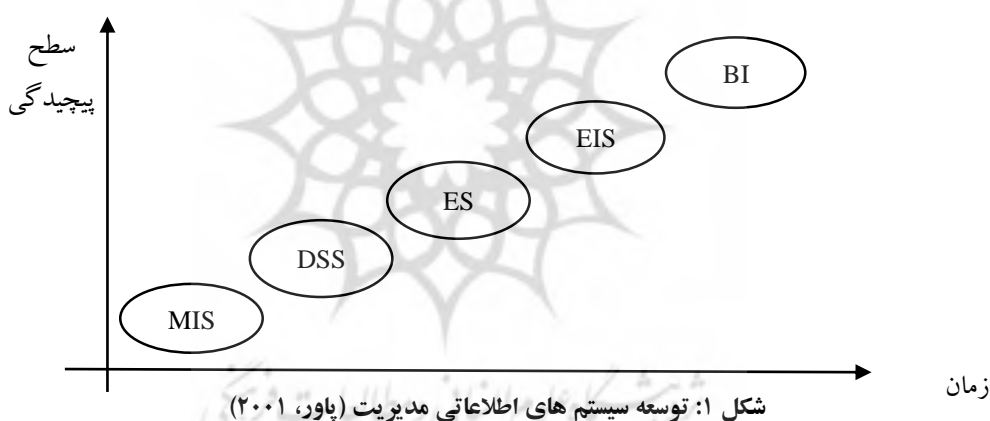 سطح
پیچیدگی
BI
EIS
ES
DSS
MIS
زمان
شکل ۱: توسعه سیستم های اطلاعاتی مدیریت (پاور، ۲۰۰۱)